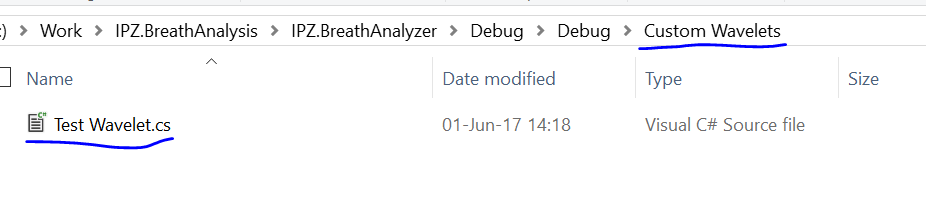 :) Work IPZ.BreathAnalysis IPZ.BreathAnalyzer Debug Debug Custom Wavelets
Name Date modified Type Size
Test Wavelet.cs 01-Jun-17 14:18 Visual C# Source file